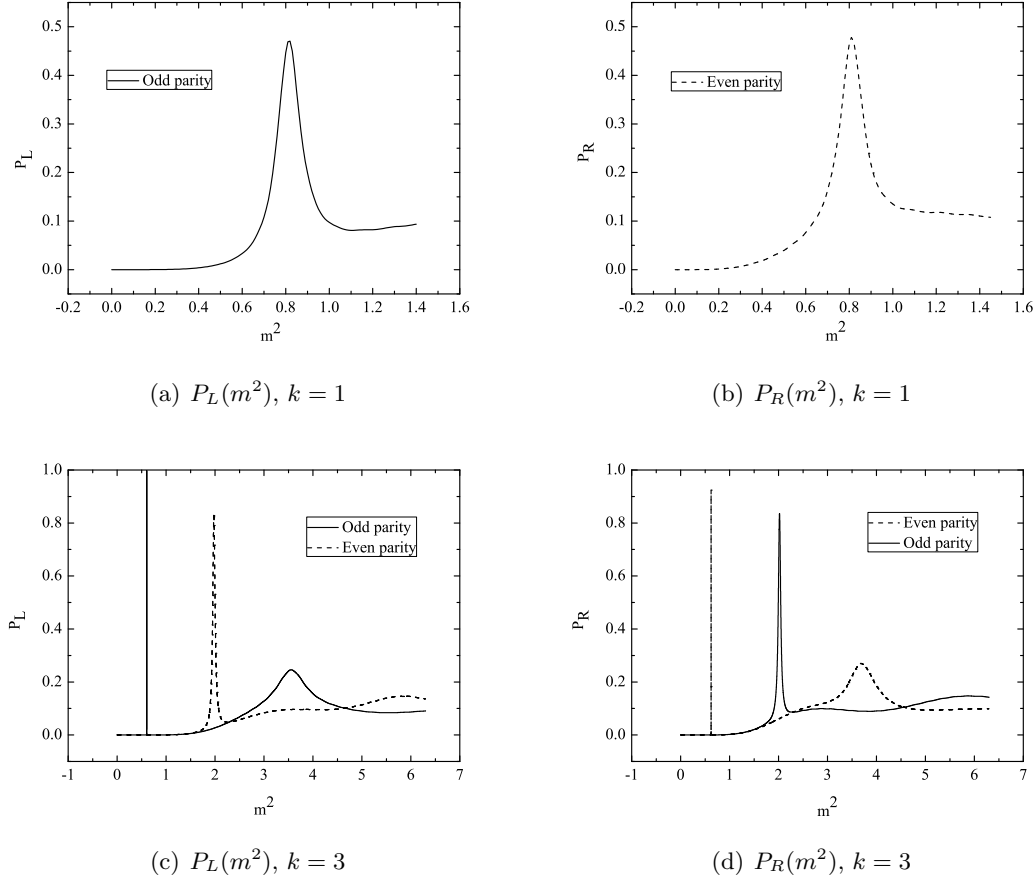 0.5
0.4
0.3
0.2
0.1
0.0
P_L
Odd parity
-0.2 0.0 0.2 0.4 0.6 0.8 1.0 1.2 1.4 1.6
m^2
(a) P_L(m^2), k = 1
0.5
0.4
0.3
0.2
0.1
0.0
P_R
Even parity
-0.2 0.0 0.2 0.4 0.6 0.8 1.0 1.2 1.4 1.6
m^2
(b) P_R(m^2), k = 1
1.0
0.8
0.6
0.4
0.2
0.0
P_L
Odd parity
Even parity
-1 0 1 2 3 4 5 6 7
m^2
(c) P_L(m^2), k = 3
1.0
0.8
0.6
0.4
0.2
0.0
P_R
Even parity
Odd parity
-1 0 1 2 3 4 5 6 7
m^2
(d) P_R(m^2), k = 3